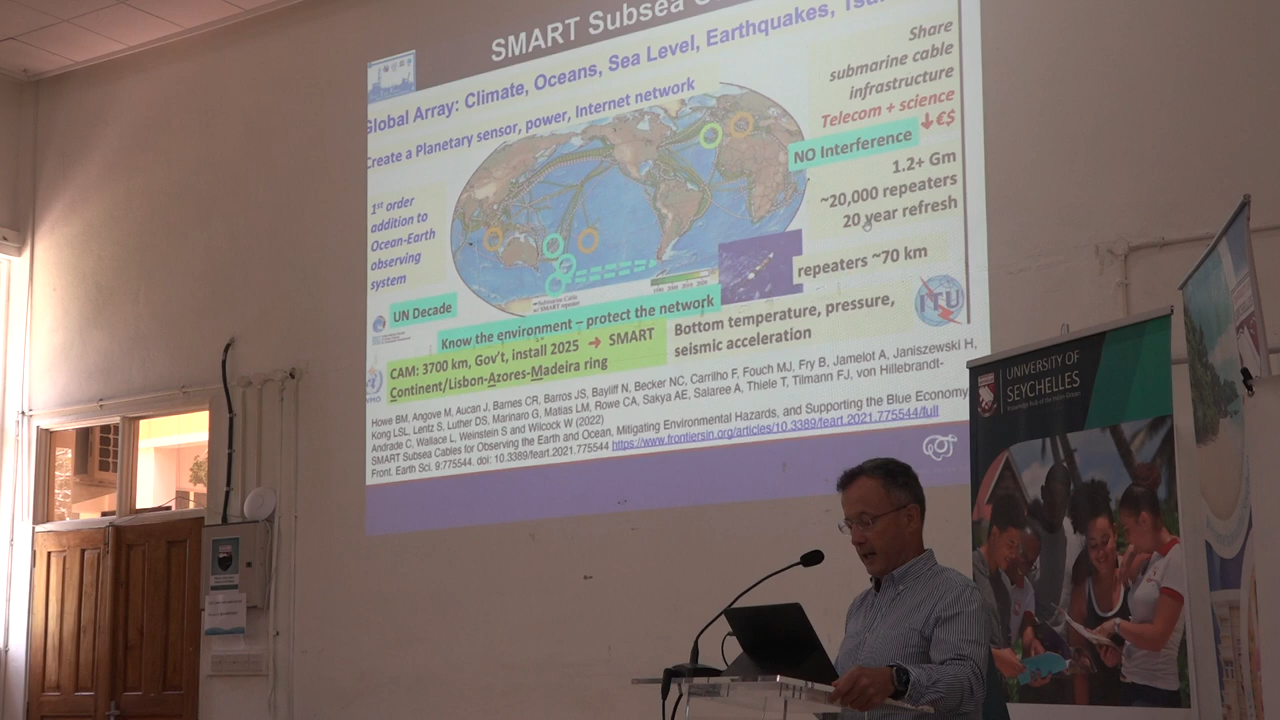 SMART Subsea
Global Array: Climate, Oceans, Sea Level, Earthquakes,
Create a Planetary sensor, power, Internet network
Share
submarine cable
infrastructure
Telecom + science
€$
NO Interference
1.2+ Gm
~20,000 repeaters
20 year refresh
repeaters ~70 km
1st order
addition to
Ocean-Earth
observing
system
Submarine Cable
UN Decade
Know the environment – protect the network
CAM: 3700 km, Gov't, install 2025 → SMART
Continent/Lisbon-Azores-Madeira ring
Bottom temperature, pressure,
seismic acceleration
ITU
Howe BM, Angove M, Aucan J, Barnes CR, Barros JS, Bayliff N, Becker NC, Carrilho F, Fouch MJ, Fry B, Jamelot A, Janiszewski H,
Kong LSL, Lentz S, Luther DS, Marinaro G, Matias LM, Rowe CA, Sakya AE, Salaree A, Thiele T, Tilmann FJ, von Hillebrandt-
Andrade C, Wallace L, Weinstein S and Wilcock W (2022)
SMART Subsea Cables for Observing the Earth and Ocean, Mitigating Environmental Hazards, and Supporting the Blue Economy
Front. Earth Sci. 9:775544. doi: 10.3389/feart.2021.775544 https://www.frontiersin.org/articles/10.3389/feart.2021.775544/full
UNIVERSITY OF
SEYCHELLES